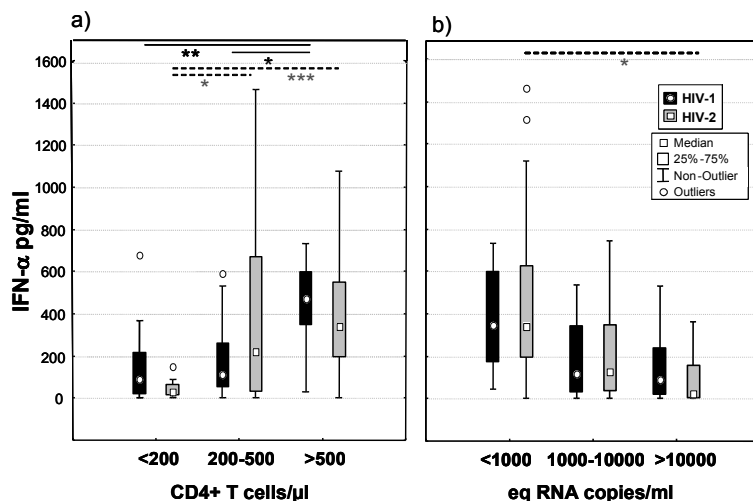 a)
b)
** *
* ***
*
1600
1400
1200
1000
800
600
400
200
0
IFN-α pg/ml
HIV-1
HIV-2
Median
25%-75%
Non-Outlier
Outliers
<200 200-500 >500
CD4+ T cells/µl
<1000 1000-10000 >10000
eq RNA copies/ml